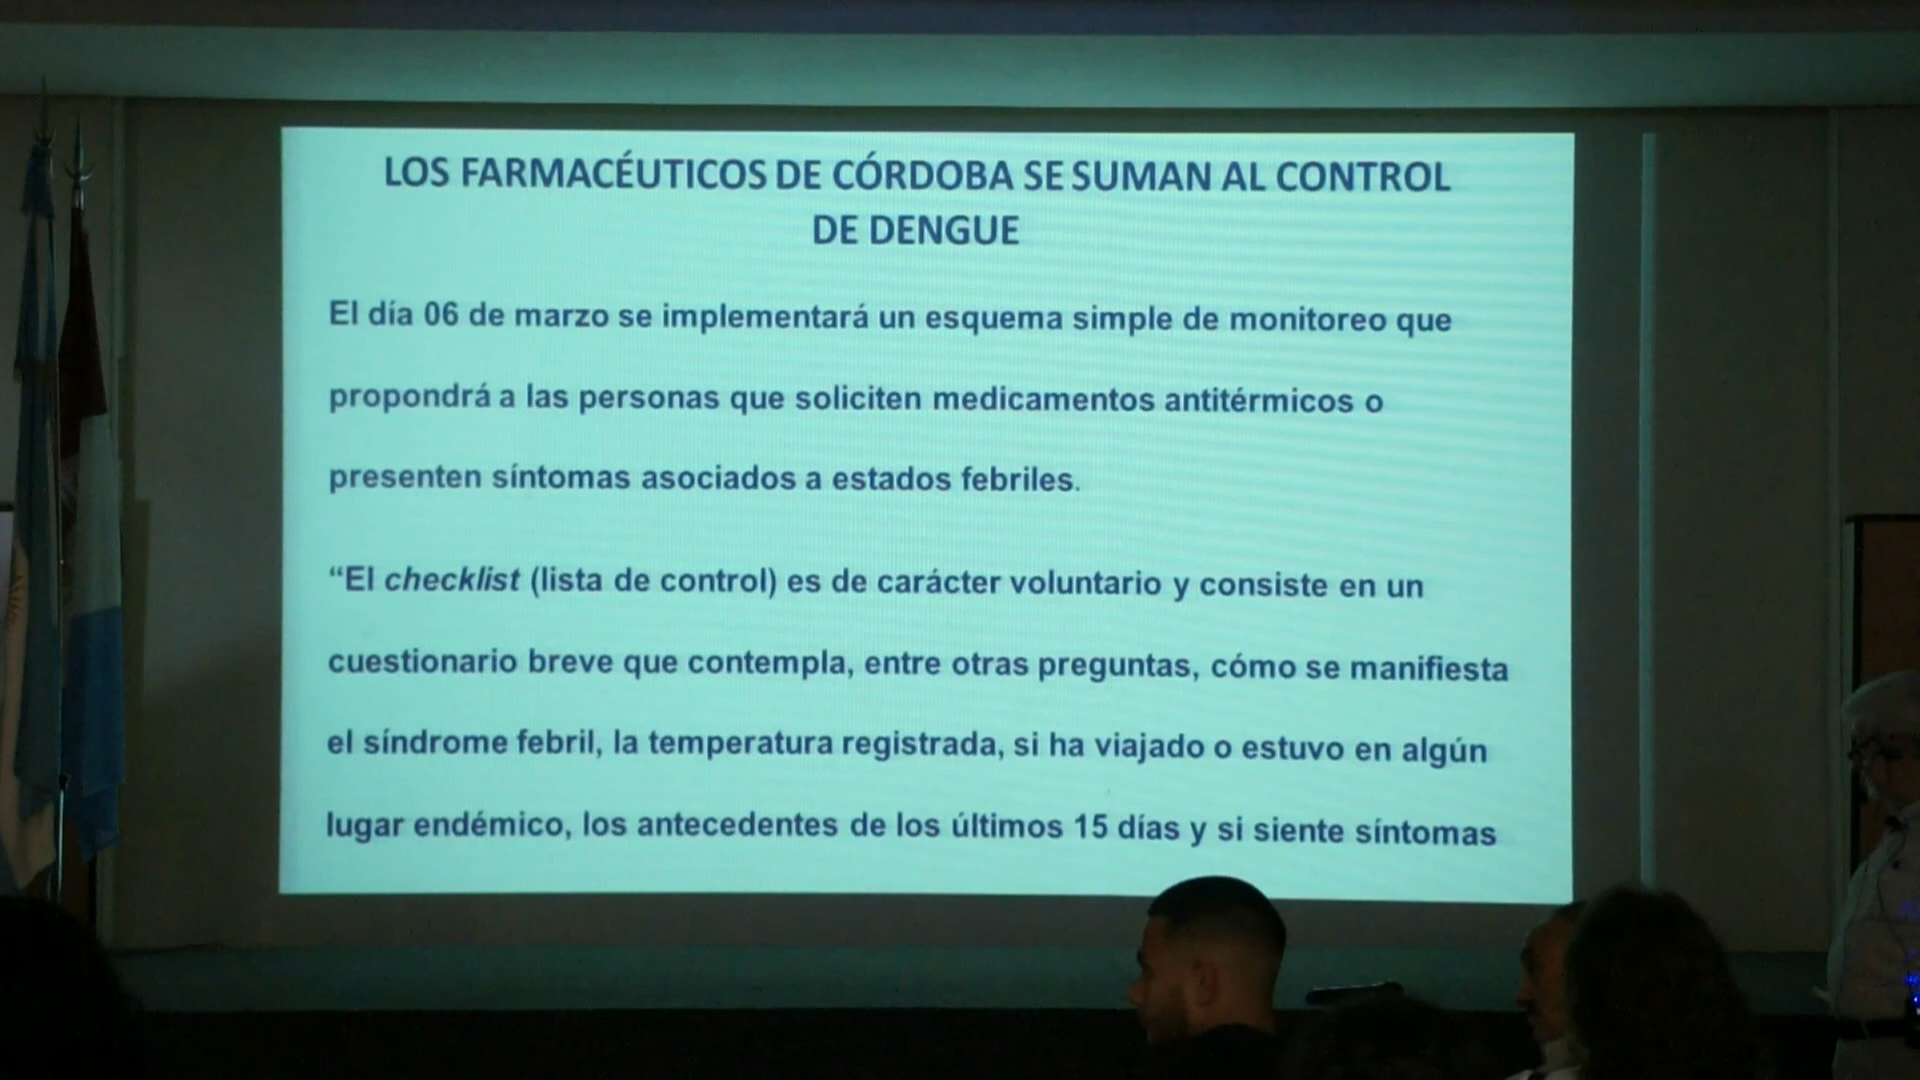 LOS FARMACÉUTICOS DE CÓRDOBA SE SUMAN AL CONTROL
DE DENGUE
El día 06 de marzo se implementará un esquema simple de monitoreo que
propondrá a las personas que soliciten medicamentos antitérmicos o
presenten síntomas asociados a estados febriles.
“El checklist (lista de control) es de carácter voluntario y consiste en un
cuestionario breve que contempla, entre otras preguntas, cómo se manifiesta
el síndrome febril, la temperatura registrada, si ha viajado o estuvo en algún
lugar endémico, los antecedentes de los últimos 15 días y si siente síntomas